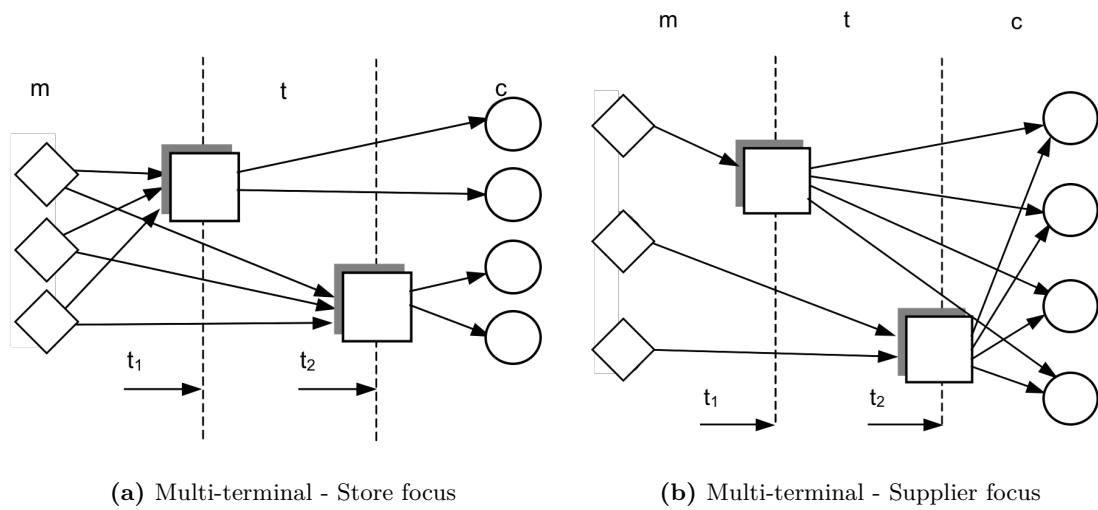 m
t
c
t1
t2
(a) Multi-terminal - Store focus
m
t
c
t1
t2
(b) Multi-terminal - Supplier focus